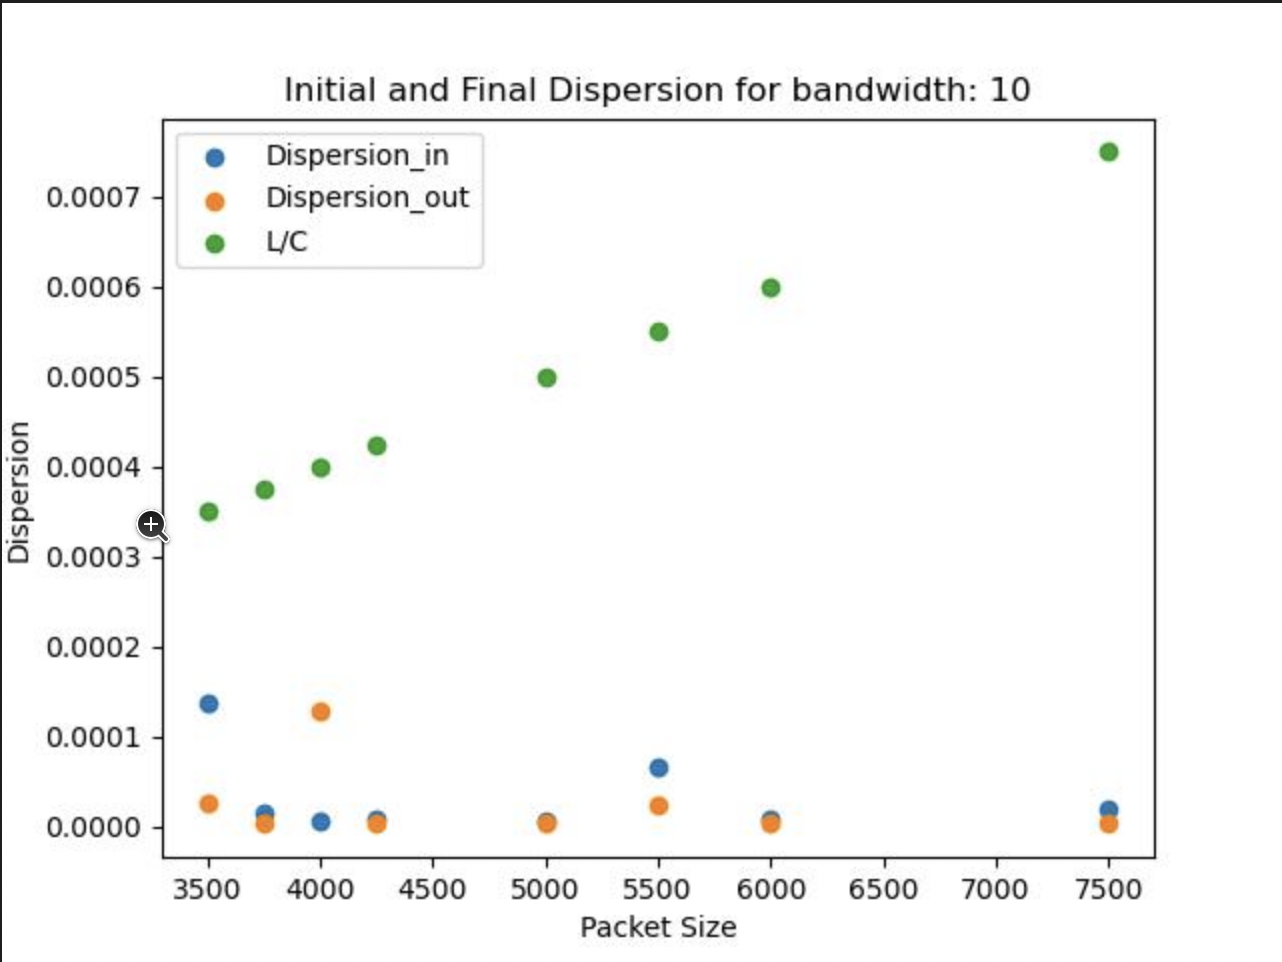 Initial and Final Dispersion for bandwidth: 10
Dispersion_in
Dispersion_out
L/C
0.0007
0.0006
0.0005
0.0004
0.0003
0.0002
0.0001
0.0000
Dispersion
3500 4000 4500 5000 5500 6000 6500 7000 7500
Packet Size